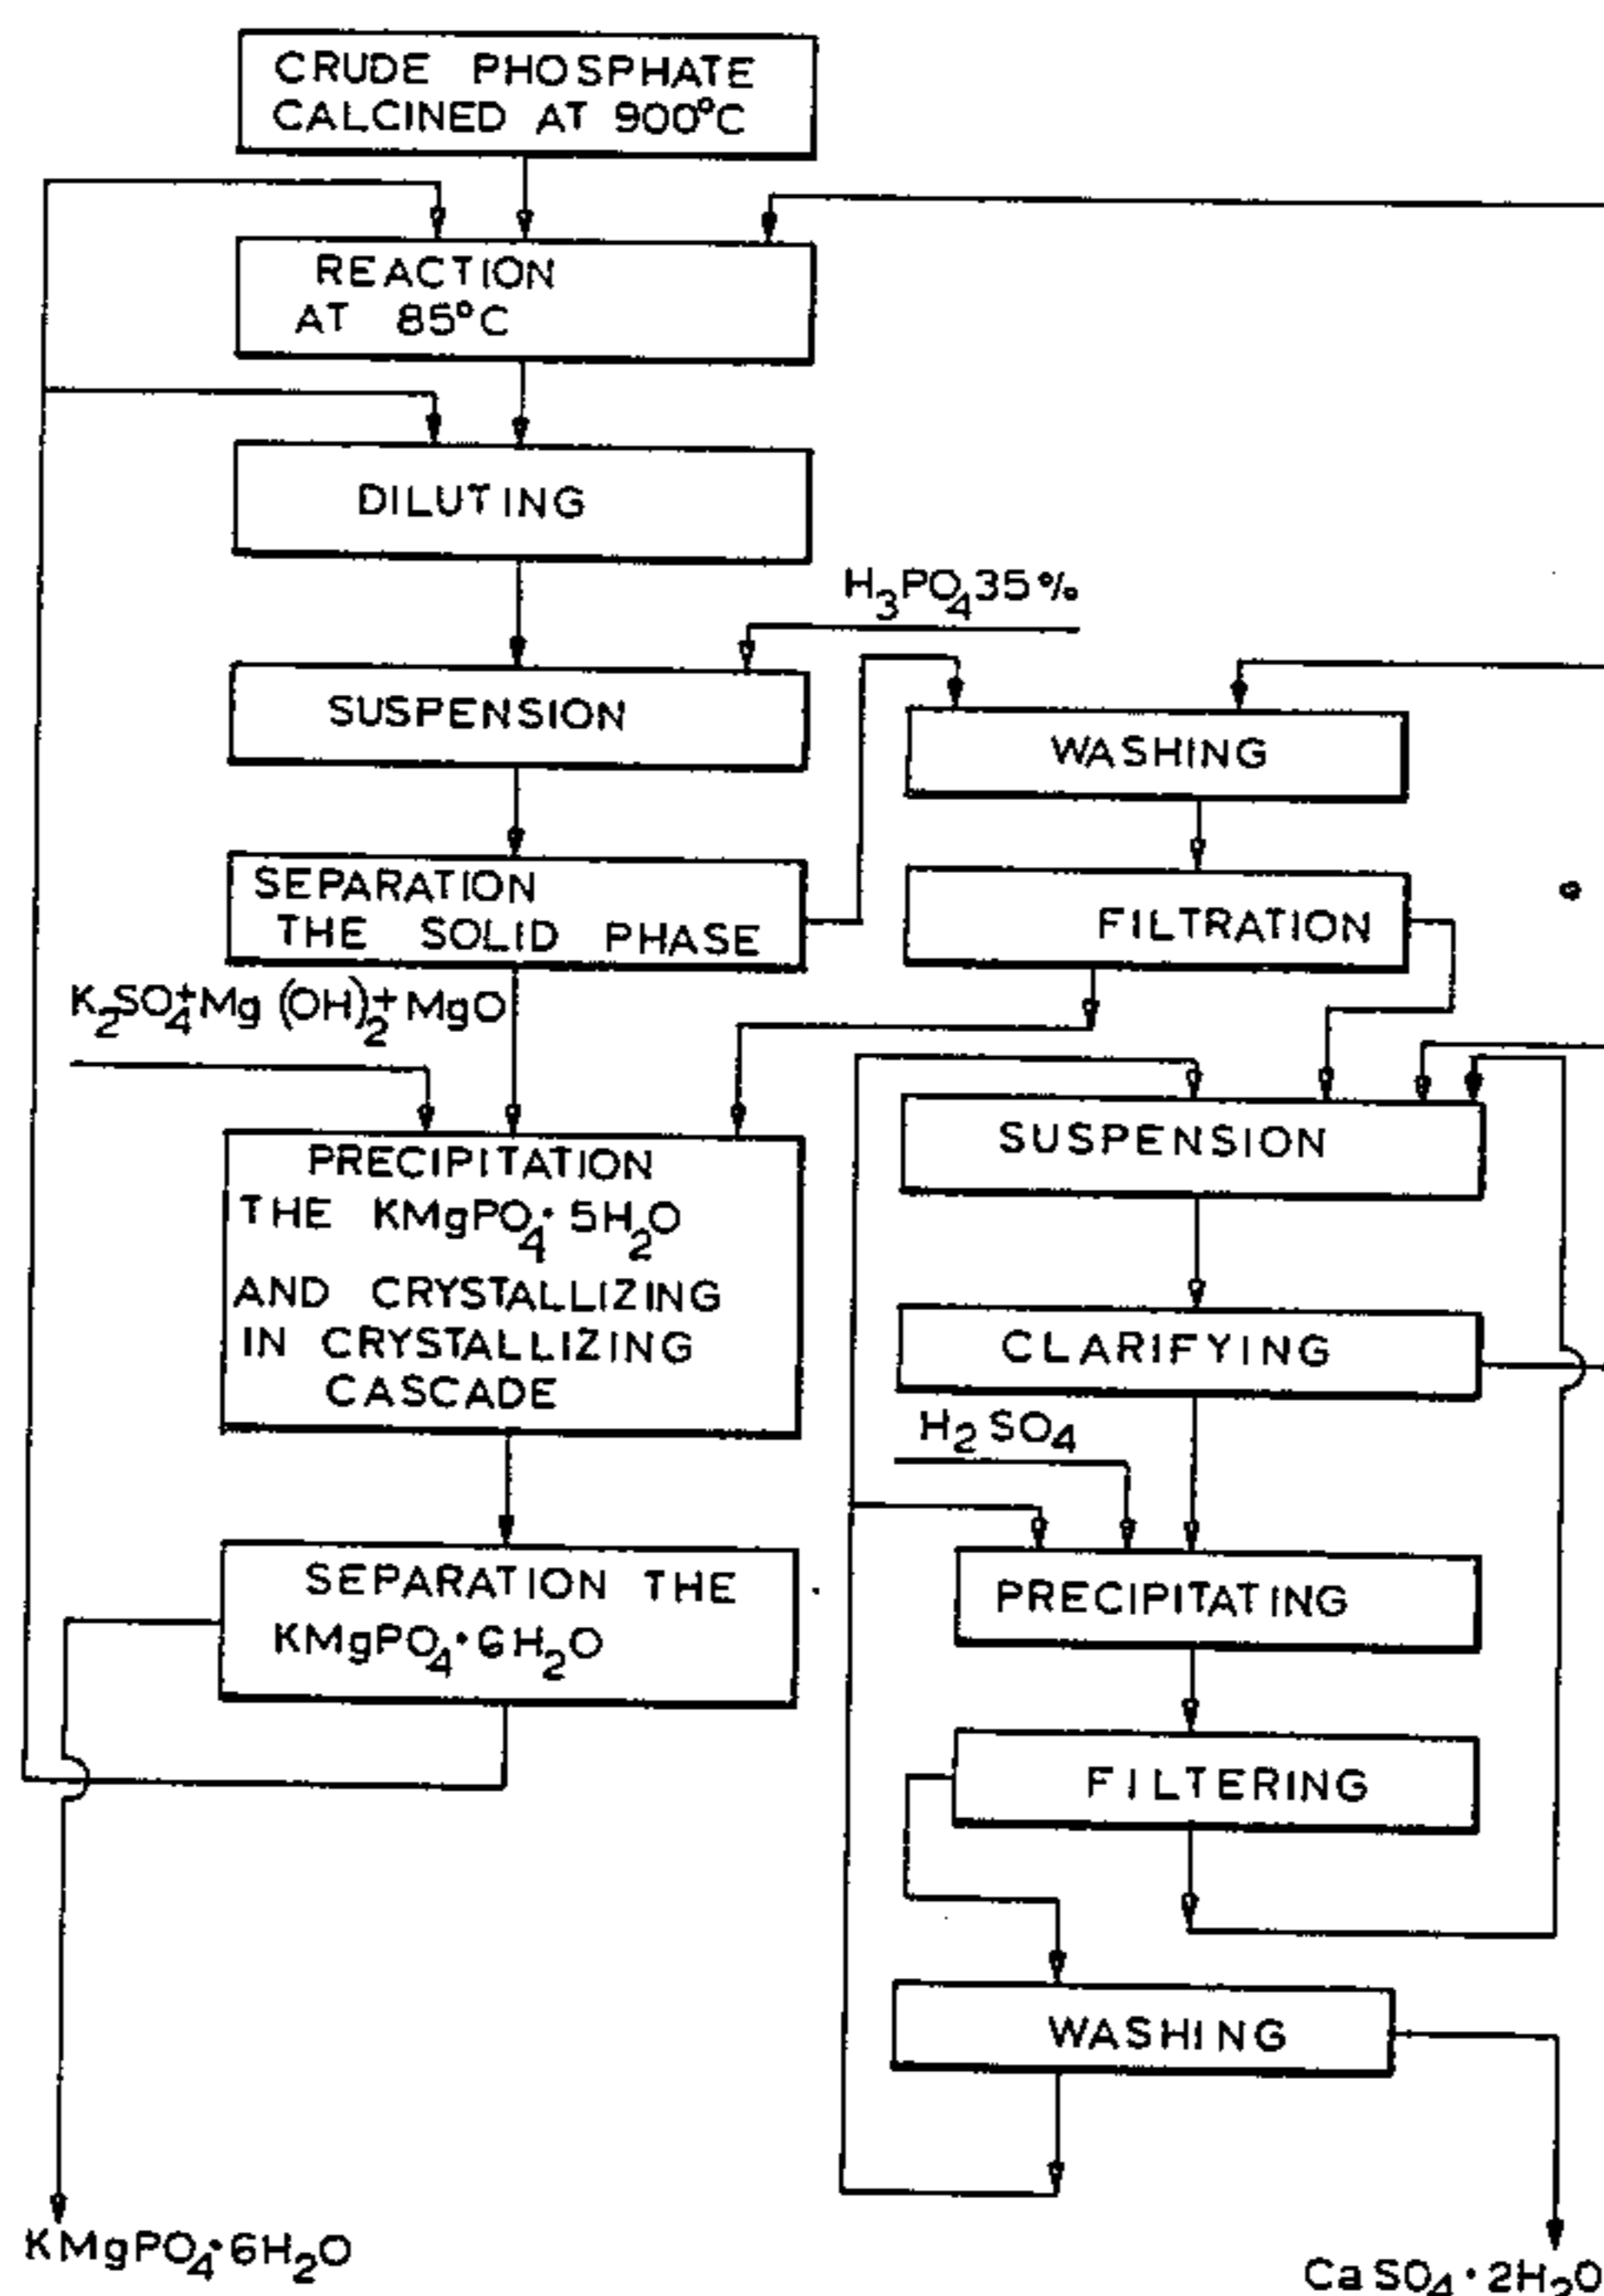 CRUDE PHOSPHATE
CALCINED AT 900°C
REACTION
AT 85°C
DILUTING
H₃PO₄ 35%
SUSPENSION
SEPARATION
THE SOLID PHASE
K₂SO₄+Mg(OH)₂+MgO
PRECIPITATION
THE KMgPO₄·5H₂O
AND CRYSTALLIZING
IN CRYSTALLIZING
CASCADE
SEPARATION THE
KMgPO₄·6H₂O
KMgPO₄·6H₂O
WASHING
FILTRATION
SUSPENSION
CLARIFYING
H₂SO₄
PRECIPITATING
FILTERING
WASHING
CaSO₄·2H₂O